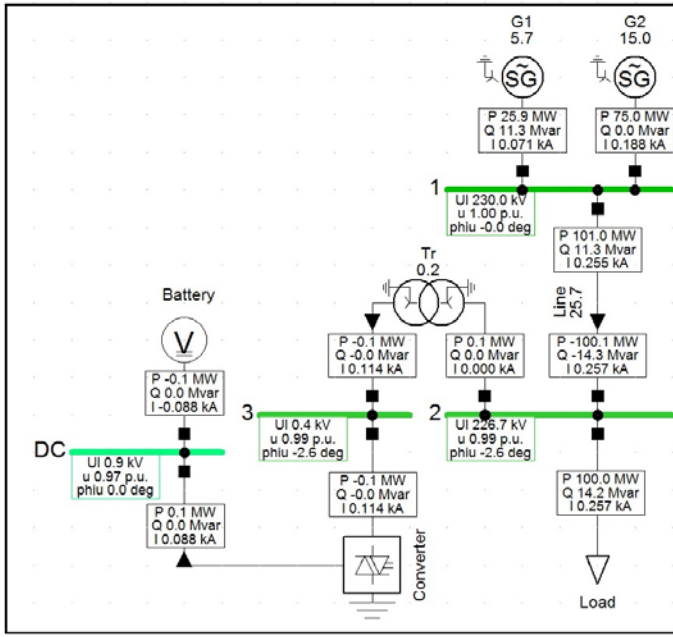 G1
5.7
G2
15.0
SG
SG
P 25.9 MW
Q 11.3 Mvar
I 0.071 kA
P 75.0 MW
Q 0.0 Mvar
I 0.188 kA
1
UI 230.0 kV
u 1.00 p.u.
phiu -0.0 deg
P 101.0 MW
Q 11.3 Mvar
I 0.255 kA
Tr
0.2
Line
25.7
Battery
V
P -0.1 MW
Q 0.0 Mvar
I -0.088 kA
P -0.1 MW
Q -0.0 Mvar
I 0.114 kA
P 0.1 MW
Q 0.0 Mvar
I 0.000 kA
P -100.1 MW
Q -14.3 Mvar
I 0.257 kA
3
UI 0.4 kV
u 0.99 p.u.
phiu -2.6 deg
2
UI 226.7 kV
u 0.99 p.u.
phiu -2.6 deg
DC
UI 0.9 kV
u 0.97 p.u.
phiu 0.0 deg
P 0.1 MW
Q 0.0 Mvar
I 0.088 kA
P -0.1 MW
Q -0.0 Mvar
I 0.114 kA
P 100.0 MW
Q 14.2 Mvar
I 0.257 kA
Converter
Load